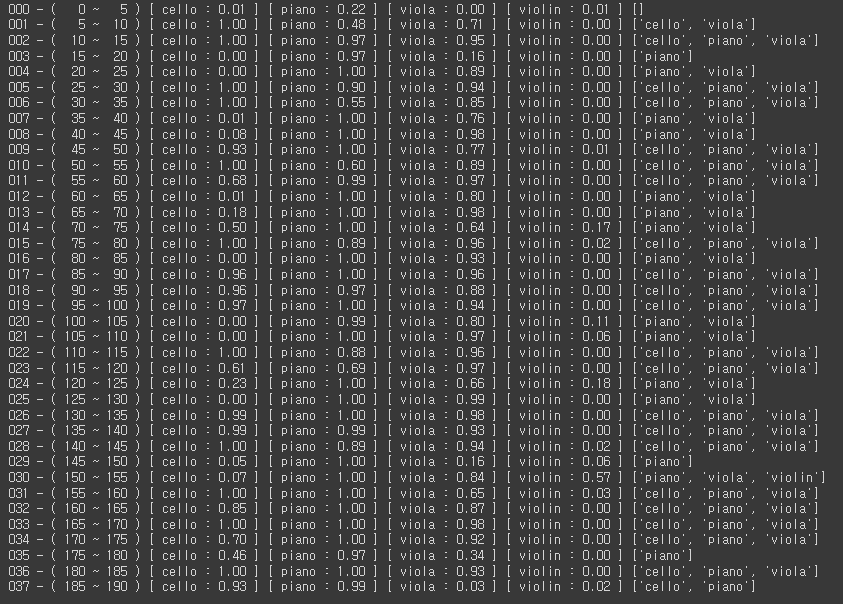 000 - (   0 ~   5 ) [ cello : 0.01 ] [ piano : 0.22 ] [ viola : 0.00 ] [ violin : 0.01 ] []
001 - (   5 ~  10 ) [ cello : 1.00 ] [ piano : 0.48 ] [ viola : 0.71 ] [ violin : 0.00 ] ['cello', 'viola']
002 - (  10 ~  15 ) [ cello : 1.00 ] [ piano : 0.97 ] [ viola : 0.95 ] [ violin : 0.00 ] ['cello', 'piano', 'viola']
003 - (  15 ~  20 ) [ cello : 0.00 ] [ piano : 0.97 ] [ viola : 0.16 ] [ violin : 0.00 ] ['piano']
004 - (  20 ~  25 ) [ cello : 0.00 ] [ piano : 1.00 ] [ viola : 0.89 ] [ violin : 0.00 ] ['piano', 'viola']
005 - (  25 ~  30 ) [ cello : 1.00 ] [ piano : 0.90 ] [ viola : 0.94 ] [ violin : 0.00 ] ['cello', 'piano', 'viola']
006 - (  30 ~  35 ) [ cello : 1.00 ] [ piano : 0.55 ] [ viola : 0.85 ] [ violin : 0.00 ] ['cello', 'piano', 'viola']
007 - (  35 ~  40 ) [ cello : 0.01 ] [ piano : 1.00 ] [ viola : 0.76 ] [ violin : 0.00 ] ['piano', 'viola']
008 - (  40 ~  45 ) [ cello : 0.08 ] [ piano : 1.00 ] [ viola : 0.98 ] [ violin : 0.00 ] ['piano', 'viola']
009 - (  45 ~  50 ) [ cello : 0.93 ] [ piano : 1.00 ] [ viola : 0.77 ] [ violin : 0.01 ] ['cello', 'piano', 'viola']
010 - (  50 ~  55 ) [ cello : 1.00 ] [ piano : 0.60 ] [ viola : 0.89 ] [ violin : 0.00 ] ['cello', 'piano', 'viola']
011 - (  55 ~  60 ) [ cello : 0.68 ] [ piano : 0.99 ] [ viola : 0.97 ] [ violin : 0.00 ] ['cello', 'piano', 'viola']
012 - (  60 ~  65 ) [ cello : 0.01 ] [ piano : 1.00 ] [ viola : 0.80 ] [ violin : 0.00 ] ['piano', 'viola']
013 - (  65 ~  70 ) [ cello : 0.18 ] [ piano : 1.00 ] [ viola : 0.98 ] [ violin : 0.00 ] ['piano', 'viola']
014 - (  70 ~  75 ) [ cello : 0.50 ] [ piano : 1.00 ] [ viola : 0.64 ] [ violin : 0.17 ] ['piano', 'viola']
015 - (  75 ~  80 ) [ cello : 1.00 ] [ piano : 0.89 ] [ viola : 0.96 ] [ violin : 0.02 ] ['cello', 'piano', 'viola']
016 - (  80 ~  85 ) [ cello : 0.00 ] [ piano : 1.00 ] [ viola : 0.93 ] [ violin : 0.00 ] ['piano', 'viola']
017 - (  85 ~  90 ) [ cello : 0.96 ] [ piano : 1.00 ] [ viola : 0.96 ] [ violin : 0.00 ] ['cello', 'piano', 'viola']
018 - (  90 ~  95 ) [ cello : 0.96 ] [ piano : 0.97 ] [ viola : 0.88 ] [ violin : 0.00 ] ['cello', 'piano', 'viola']
019 - (  95 ~ 100 ) [ cello : 0.97 ] [ piano : 1.00 ] [ viola : 0.94 ] [ violin : 0.00 ] ['cello', 'piano', 'viola']
020 - ( 100 ~ 105 ) [ cello : 0.00 ] [ piano : 0.99 ] [ viola : 0.80 ] [ violin : 0.11 ] ['piano', 'viola']
021 - ( 105 ~ 110 ) [ cello : 0.00 ] [ piano : 1.00 ] [ viola : 0.97 ] [ violin : 0.06 ] ['piano', 'viola']
022 - ( 110 ~ 115 ) [ cello : 1.00 ] [ piano : 0.88 ] [ viola : 0.96 ] [ violin : 0.00 ] ['cello', 'piano', 'viola']
023 - ( 115 ~ 120 ) [ cello : 0.61 ] [ piano : 0.69 ] [ viola : 0.97 ] [ violin : 0.00 ] ['cello', 'piano', 'viola']
024 - ( 120 ~ 125 ) [ cello : 0.23 ] [ piano : 1.00 ] [ viola : 0.66 ] [ violin : 0.18 ] ['piano', 'viola']
025 - ( 125 ~ 130 ) [ cello : 0.00 ] [ piano : 1.00 ] [ viola : 0.99 ] [ violin : 0.00 ] ['piano', 'viola']
026 - ( 130 ~ 135 ) [ cello : 0.99 ] [ piano : 1.00 ] [ viola : 0.98 ] [ violin : 0.00 ] ['cello', 'piano', 'viola']
027 - ( 135 ~ 140 ) [ cello : 0.99 ] [ piano : 0.99 ] [ viola : 0.93 ] [ violin : 0.00 ] ['cello', 'piano', 'viola']
028 - ( 140 ~ 145 ) [ cello : 1.00 ] [ piano : 0.89 ] [ viola : 0.94 ] [ violin : 0.02 ] ['cello', 'piano', 'viola']
029 - ( 145 ~ 150 ) [ cello : 0.05 ] [ piano : 1.00 ] [ viola : 0.16 ] [ violin : 0.06 ] ['piano']
030 - ( 150 ~ 155 ) [ cello : 0.07 ] [ piano : 1.00 ] [ viola : 0.84 ] [ violin : 0.57 ] ['piano', 'viola', 'violin']
031 - ( 155 ~ 160 ) [ cello : 1.00 ] [ piano : 1.00 ] [ viola : 0.65 ] [ violin : 0.03 ] ['cello', 'piano', 'viola']
032 - ( 160 ~ 165 ) [ cello : 0.85 ] [ piano : 1.00 ] [ viola : 0.87 ] [ violin : 0.00 ] ['cello', 'piano', 'viola']
033 - ( 165 ~ 170 ) [ cello : 1.00 ] [ piano : 1.00 ] [ viola : 0.98 ] [ violin : 0.00 ] ['cello', 'piano', 'viola']
034 - ( 170 ~ 175 ) [ cello : 0.70 ] [ piano : 1.00 ] [ viola : 0.92 ] [ violin : 0.00 ] ['cello', 'piano', 'viola']
035 - ( 175 ~ 180 ) [ cello : 0.46 ] [ piano : 0.97 ] [ viola : 0.34 ] [ violin : 0.00 ] ['piano']
036 - ( 180 ~ 185 ) [ cello : 1.00 ] [ piano : 1.00 ] [ viola : 0.93 ] [ violin : 0.00 ] ['cello', 'piano', 'viola']
037 - ( 185 ~ 190 ) [ cello : 0.93 ] [ piano : 0.99 ] [ viola : 0.03 ] [ violin : 0.02 ] ['cello', 'piano']